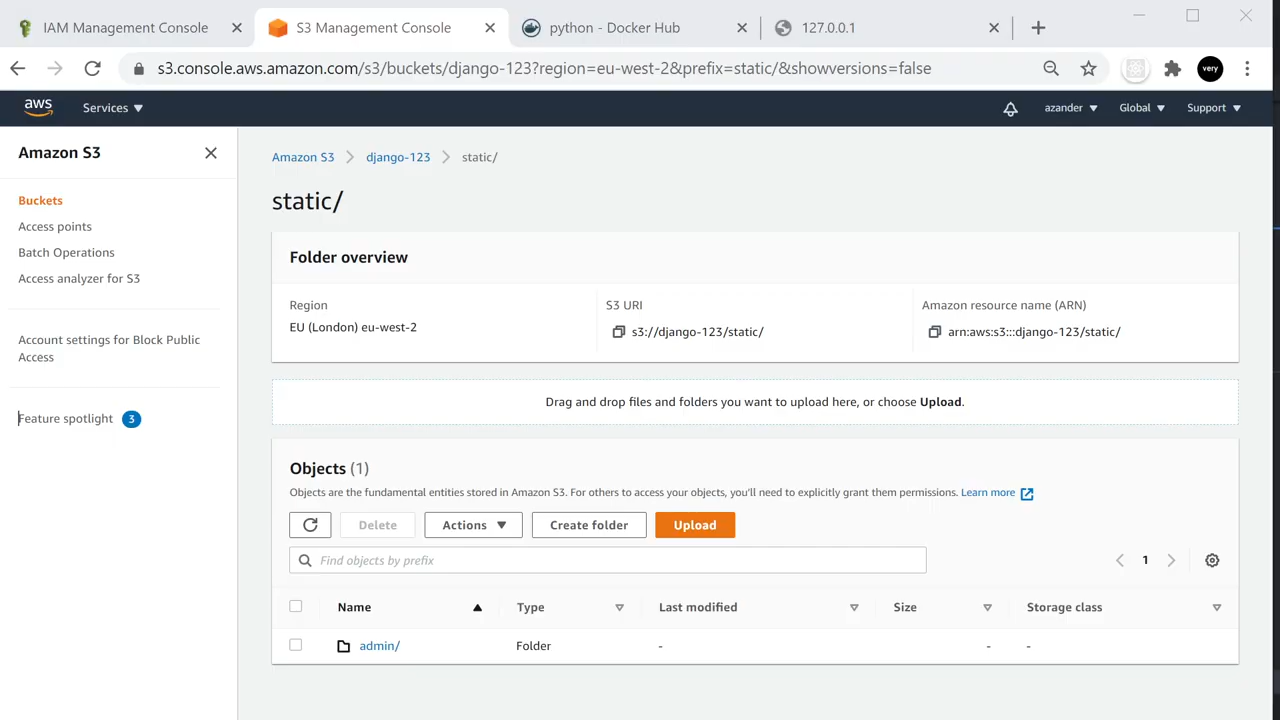 IAM Management Console
S3 Management Console
python - Docker Hub
127.0.0.1
s3.console.aws.amazon.com/s3/buckets/django-123?region=eu-west-2&prefix=static/&showversions=false
very
aws
Services
azander
Global
Support
Amazon S3
Buckets
Access points
Batch Operations
Access analyzer for S3
Account settings for Block Public
Access
Feature spotlight 3
Amazon S3 django-123 static/
static/
Folder overview
Region
EU (London) eu-west-2
S3 URI
s3://django-123/static/
Amazon resource name (ARN)
arn:aws:s3:::django-123/static/
Drag and drop files and folders you want to upload here, or choose Upload.
Objects (1)
Objects are the fundamental entities stored in Amazon S3. For others to access your objects, you'll need to explicitly grant them permissions. Learn more
Delete
Actions
Create folder
Upload
Find objects by prefix
1
Name Type Last modified Size Storage class
admin/ Folder - - -